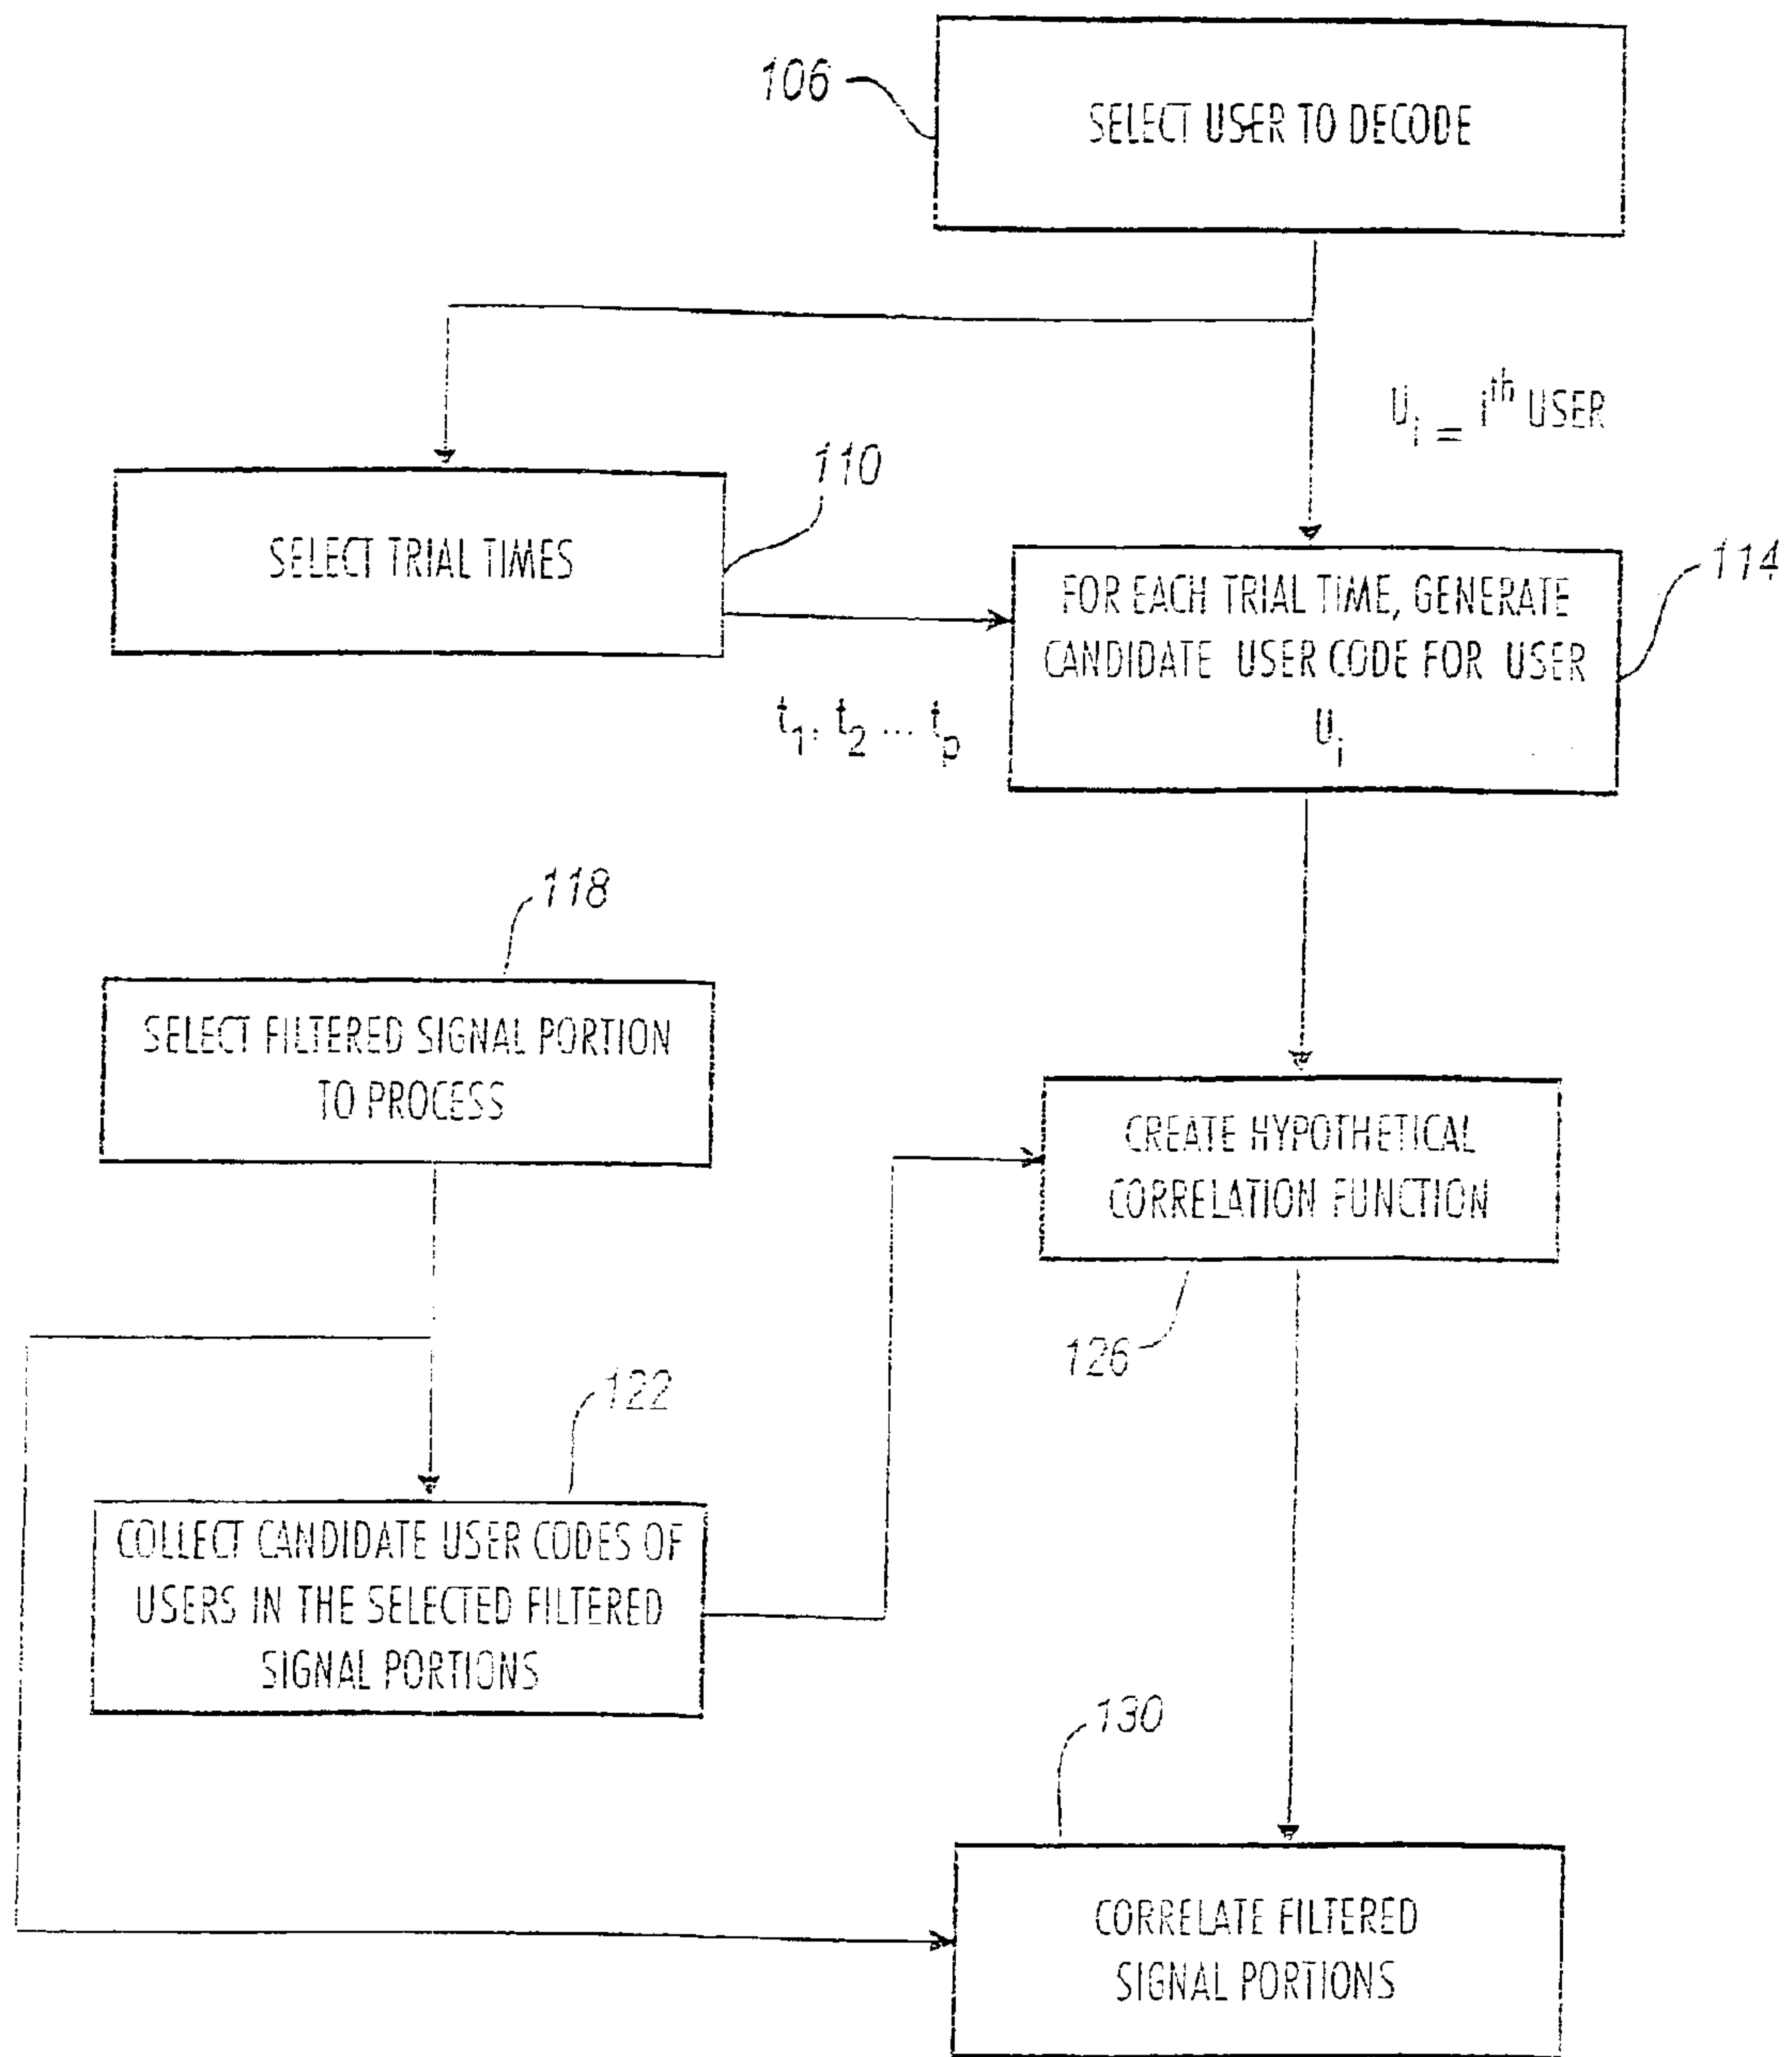 106
SELECT USER TO DECODE
Ui = ith USER
110
SELECT TRIAL TIMES
114
FOR EACH TRIAL TIME, GENERATE
CANDIDATE USER CODE FOR USER
Ui
t1, t2 ... tp
118
SELECT FILTERED SIGNAL PORTION
TO PROCESS
CREATE HYPOTHETICAL
CORRELATION FUNCTION
126
122
COLLECT CANDIDATE USER CODES OF
USERS IN THE SELECTED FILTERED
SIGNAL PORTIONS
130
CORRELATE FILTERED
SIGNAL PORTIONS